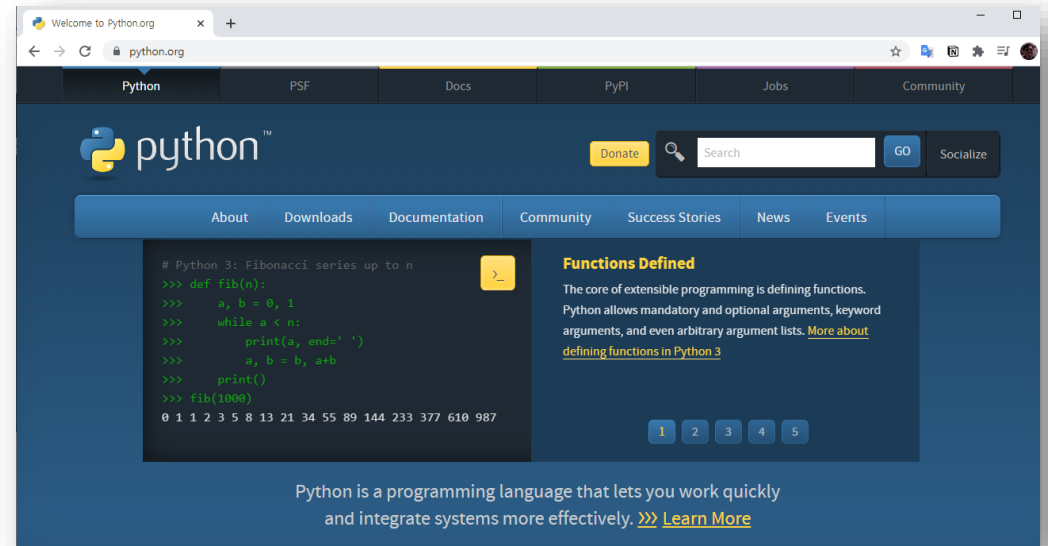 Welcome to Python.org
python.org
Python PSF Docs PyPI Jobs Community
python™
Donate Search GO Socialize
About Downloads Documentation Community Success Stories News Events
# Python 3: Fibonacci series up to n
>>> def fib(n):
>>>     a, b = 0, 1
>>>     while a < n:
>>>         print(a, end=' ')
>>>         a, b = b, a+b
>>>     print()
>>> fib(1000)
0 1 1 2 3 5 8 13 21 34 55 89 144 233 377 610 987
>_
Functions Defined
The core of extensible programming is defining functions.
Python allows mandatory and optional arguments, keyword
arguments, and even arbitrary argument lists. More about
defining functions in Python 3
1 2 3 4 5
Python is a programming language that lets you work quickly
and integrate systems more effectively. >>> Learn More